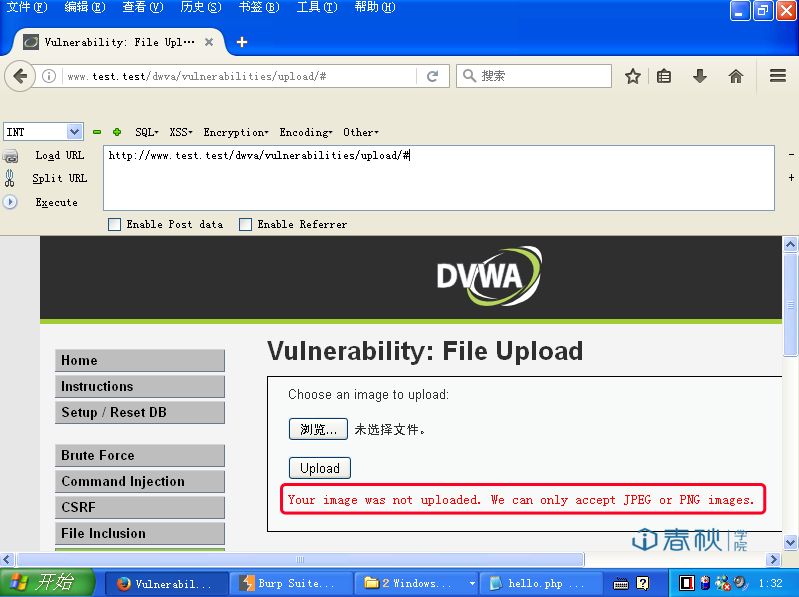 文件(F) 编辑(E) 查看(V) 历史(S) 书签(B) 工具(T) 帮助(H)
Vulnerability: File Upl...
www.test.test/dwva/vulnerabilities/upload/#
搜索
INT SQL XSS Encryption Encoding Other
Load URL
http://www.test.test/dwva/vulnerabilities/upload/#
Split URL
Execute
Enable Post data Enable Referrer
DVWA
Vulnerability: File Upload
Home
Instructions
Setup / Reset DB
Brute Force
Command Injection
CSRF
File Inclusion
Choose an image to upload:
浏览... 未选择文件。
Upload
Your image was not uploaded. We can only accept JPEG or PNG images.
春秋学院
开始 Vulnerabil... Burp Suite... 2 Windows... hello.php ... 1:32